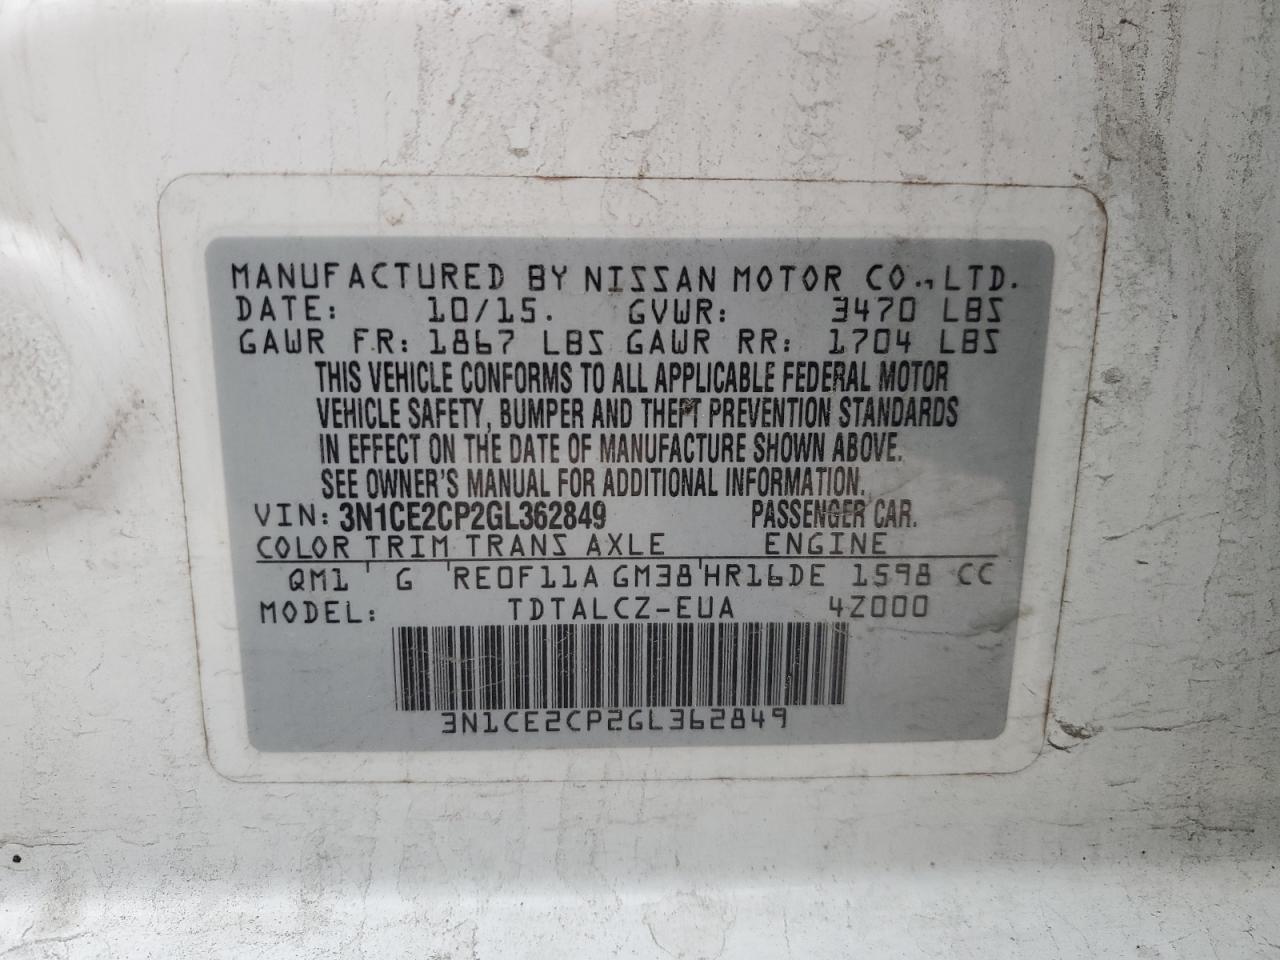 MANUFACTURED BY NISSAN MOTOR CO., LTD.
DATE: 10/15. GVWR: 3470 LBS
GAWR FR: 1867 LBS GAWR RR: 1704 LBS
THIS VEHICLE CONFORMS TO ALL APPLICABLE FEDERAL MOTOR
VEHICLE SAFETY, BUMPER AND THEFT PREVENTION STANDARDS
IN EFFECT ON THE DATE OF MANUFACTURE SHOWN ABOVE.
SEE OWNER'S MANUAL FOR ADDITIONAL INFORMATION.
VIN: 3N1CE2CP2GL362849 PASSENGER CAR.
COLOR TRIM TRANS AXLE ENGINE
QM1 G RE0F11A GM38 HR16DE 1598 CC
MODEL: TDTALCZ-EUA 4Z000
3N1CE2CP2GL362849